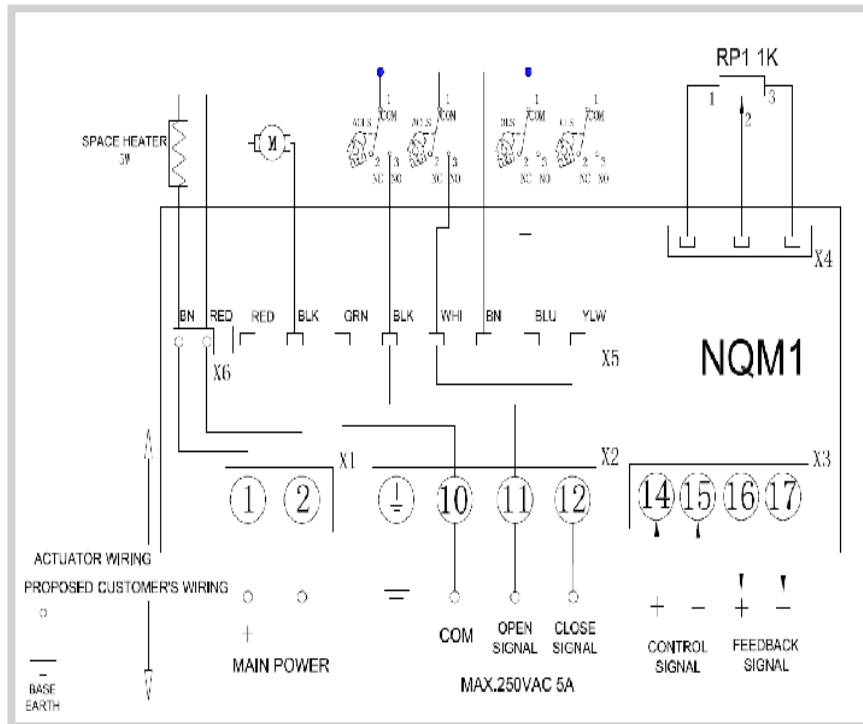 RP1 1K
1 2 3
SPACE HEATER
5W
M
1 COM 2 3 NC NO
1 COM 2 3 NC NO
1 COM 2 3 NC NO
1 COM 2 3 NC NO
X4
BN RED RED BLK GRN BLK WHI BN BLU YLW
X6
X5
NQM1
X1 X2 X3
1 2 10 11 12 14 15 16 17
ACTUATOR WIRING
PROPOSED CUSTOMER'S WIRING
BASE
EARTH
+
MAIN POWER
COM
OPEN
SIGNAL
CLOSE
SIGNAL
MAX.250VAC 5A
+ −
CONTROL
SIGNAL
+ −
FEEDBACK
SIGNAL